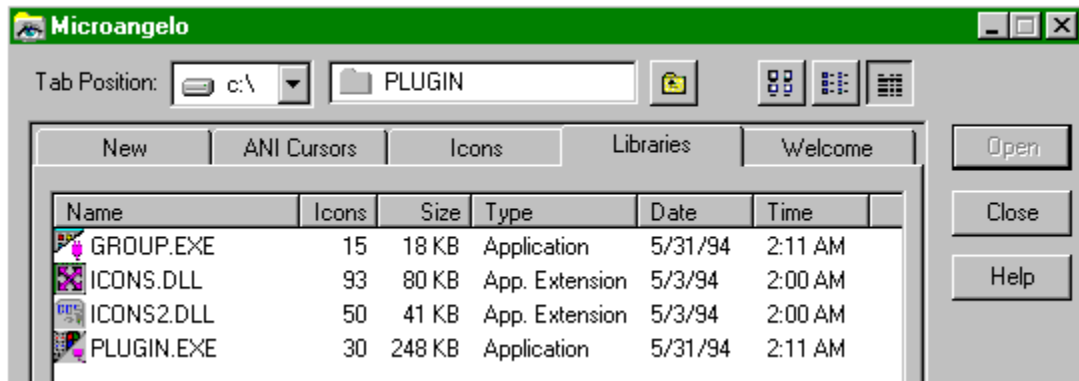 Microangelo
Tab Position: c:\ PLUGIN
New ANI Cursors Icons Libraries Welcome Open
Name Icons Size Type Date Time Close
GROUP.EXE 15 18 KB Application 5/31/94 2:11 AM
ICONS.DLL 93 80 KB App. Extension 5/3/94 2:00 AM Help
ICONS2.DLL 50 41 KB App. Extension 5/3/94 2:00 AM
PLUGIN.EXE 30 248 KB Application 5/31/94 2:11 AM